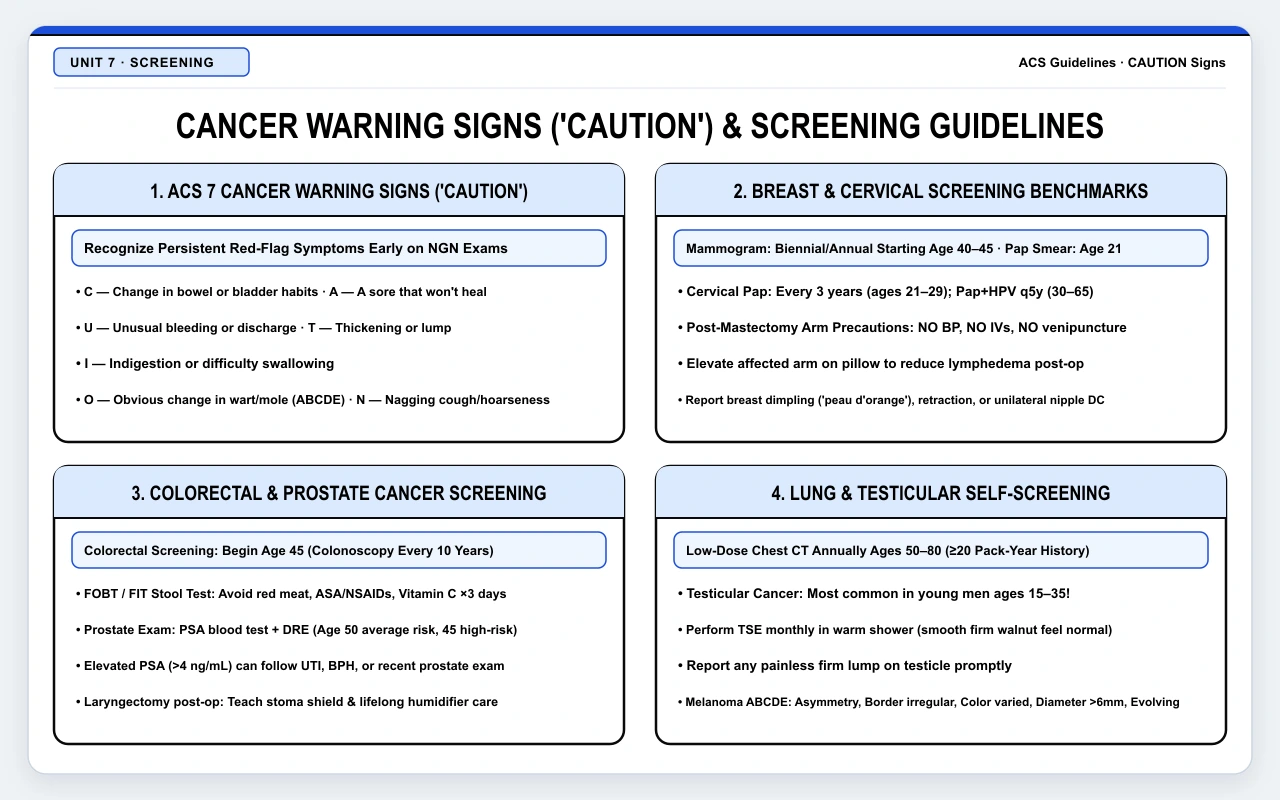 UNIT 7 · SCREENING
ACS Guidelines · CAUTION Signs
CANCER WARNING SIGNS ('CAUTION') & SCREENING GUIDELINES
1. ACS 7 CANCER WARNING SIGNS ('CAUTION')
Recognize Persistent Red-Flag Symptoms Early on NGN Exams
• C — Change in bowel or bladder habits · A — A sore that won't heal
• U — Unusual bleeding or discharge · T — Thickening or lump
• I — Indigestion or difficulty swallowing
• O — Obvious change in wart/mole (ABCDE) · N — Nagging cough/hoarseness
2. BREAST & CERVICAL SCREENING BENCHMARKS
Mammogram: Biennial/Annual Starting Age 40–45 · Pap Smear: Age 21
• Cervical Pap: Every 3 years (ages 21–29); Pap+HPV q5y (30–65)
• Post-Mastectomy Arm Precautions: NO BP, NO IVs, NO venipuncture
• Elevate affected arm on pillow to reduce lymphedema post-op
• Report breast dimpling ('peau d'orange'), retraction, or unilateral nipple DC
3. COLORECTAL & PROSTATE CANCER SCREENING
Colorectal Screening: Begin Age 45 (Colonoscopy Every 10 Years)
• FOBT / FIT Stool Test: Avoid red meat, ASA/NSAIDs, Vitamin C ×3 days
• Prostate Exam: PSA blood test + DRE (Age 50 average risk, 45 high-risk)
• Elevated PSA (>4 ng/mL) can follow UTI, BPH, or recent prostate exam
• Laryngectomy post-op: Teach stoma shield & lifelong humidifier care
4. LUNG & TESTICULAR SELF-SCREENING
Low-Dose Chest CT Annually Ages 50–80 (≥20 Pack-Year History)
• Testicular Cancer: Most common in young men ages 15–35!
• Perform TSE monthly in warm shower (smooth firm walnut feel normal)
• Report any painless firm lump on testicle promptly
• Melanoma ABCDE: Asymmetry, Border irregular, Color varied, Diameter >6mm, Evolving